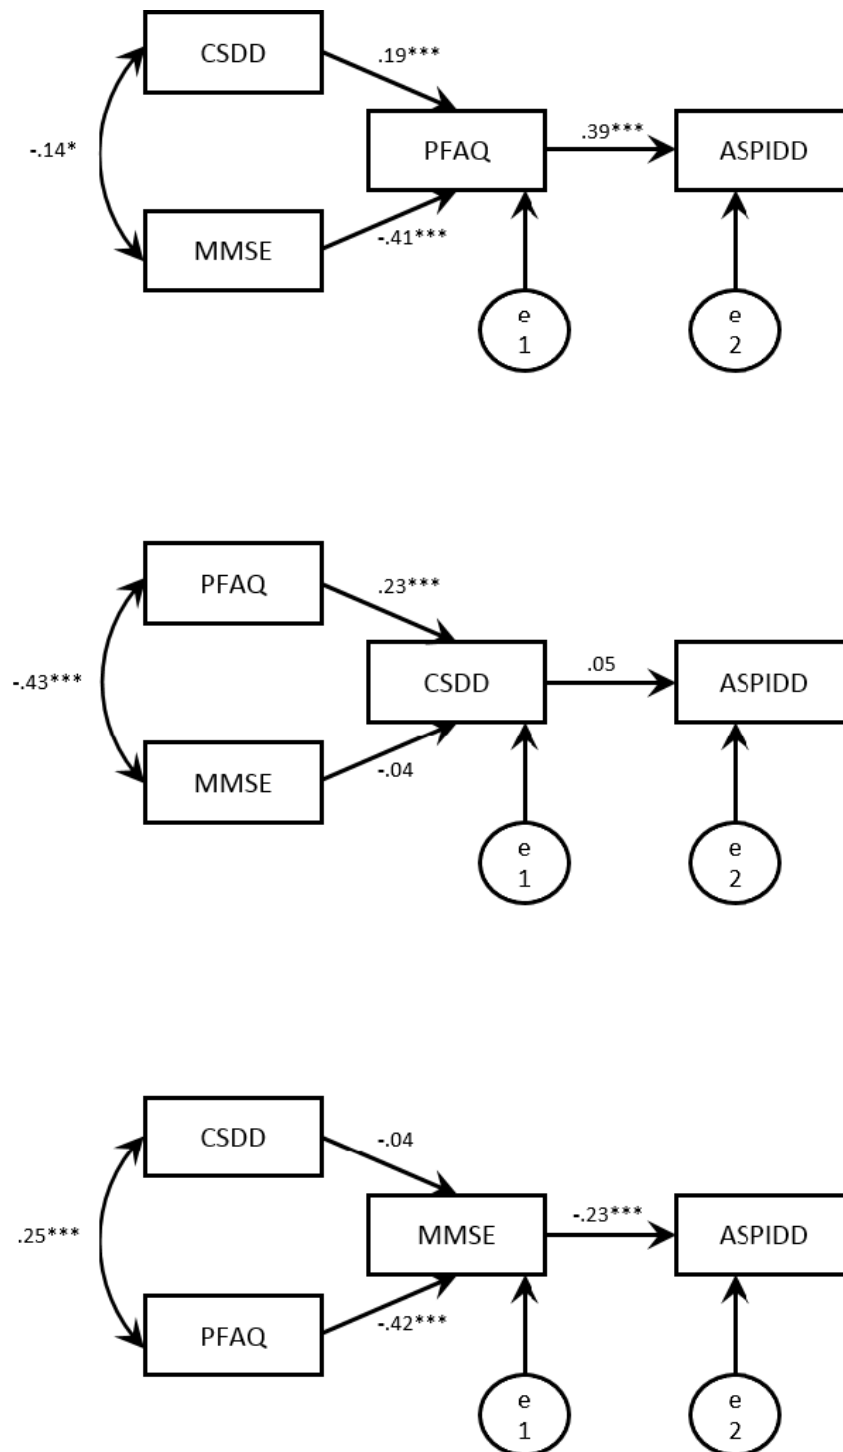 CSDD
.19***
-.14*
PFAQ
.39***
ASPIDD
MMSE
-.41***
e
1
e
2
PFAQ
.23***
-.43***
CSDD
.05
ASPIDD
MMSE
-.04
e
1
e
2
CSDD
-.04
.25***
MMSE
-.23***
ASPIDD
PFAQ
-.42***
e
1
e
2